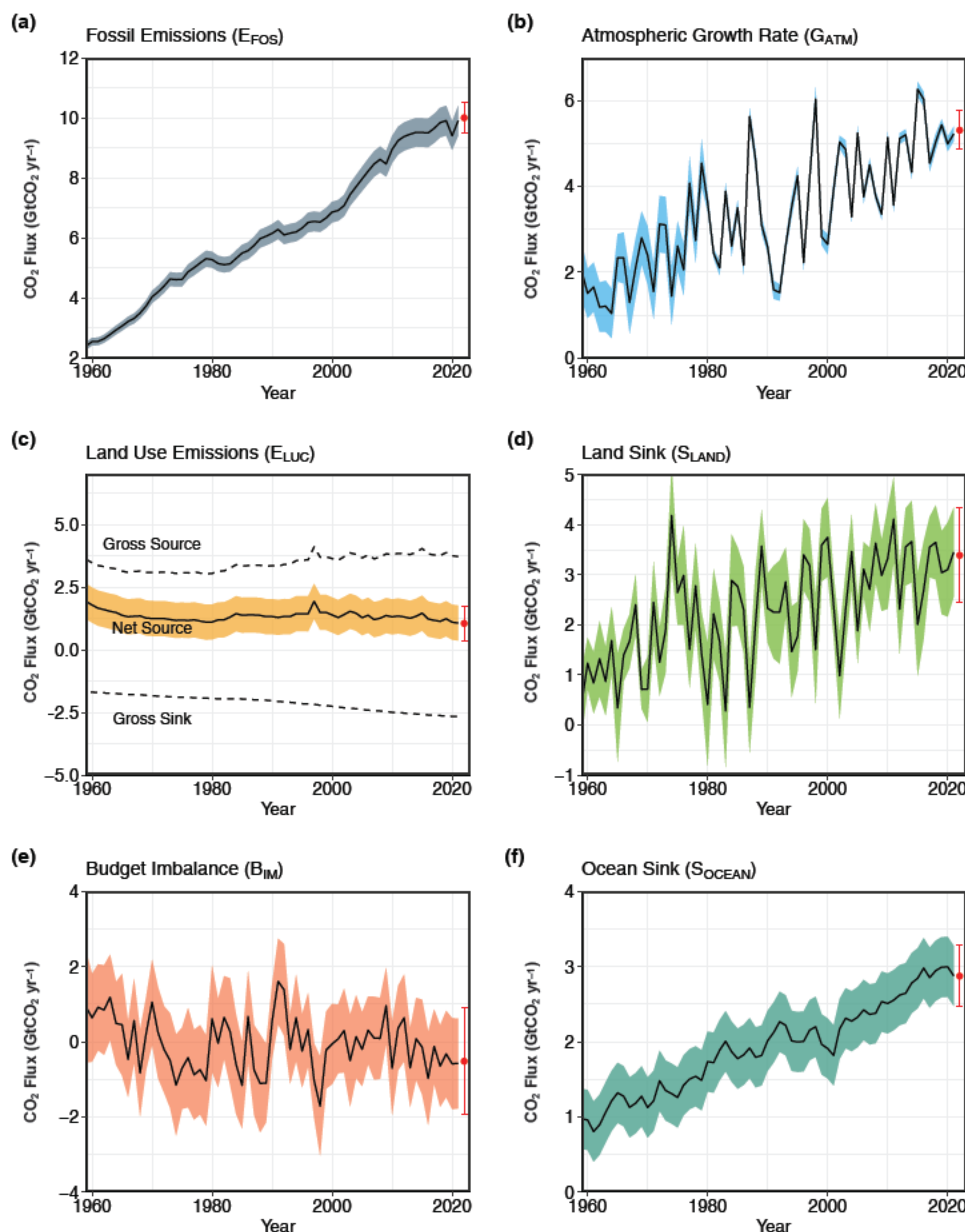 (a)
Fossil Emissions (EFOS)
CO2 Flux (GtCO2 yr−1)
12
10
8
6
4
2
1960
1980
2000
2020
Year
(b)
Atmospheric Growth Rate (GATM)
CO2 Flux (GtCO2 yr−1)
6
4
2
0
1960
1980
2000
2020
Year
(c)
Land Use Emissions (ELUC)
CO2 Flux (GtCO2 yr−1)
5.0
2.5
0.0
−2.5
−5.0
Gross Source
Net Source
Gross Sink
1960
1980
2000
2020
Year
(d)
Land Sink (SLAND)
CO2 Flux (GtCO2 yr−1)
5
4
3
2
1
0
−1
1960
1980
2000
2020
Year
(e)
Budget Imbalance (BIM)
CO2 Flux (GtCO2 yr−1)
4
2
0
−2
−4
1960
1980
2000
2020
Year
(f)
Ocean Sink (SOCEAN)
CO2 Flux (GtCO2 yr−1)
4
3
2
1
0
1960
1980
2000
2020
Year